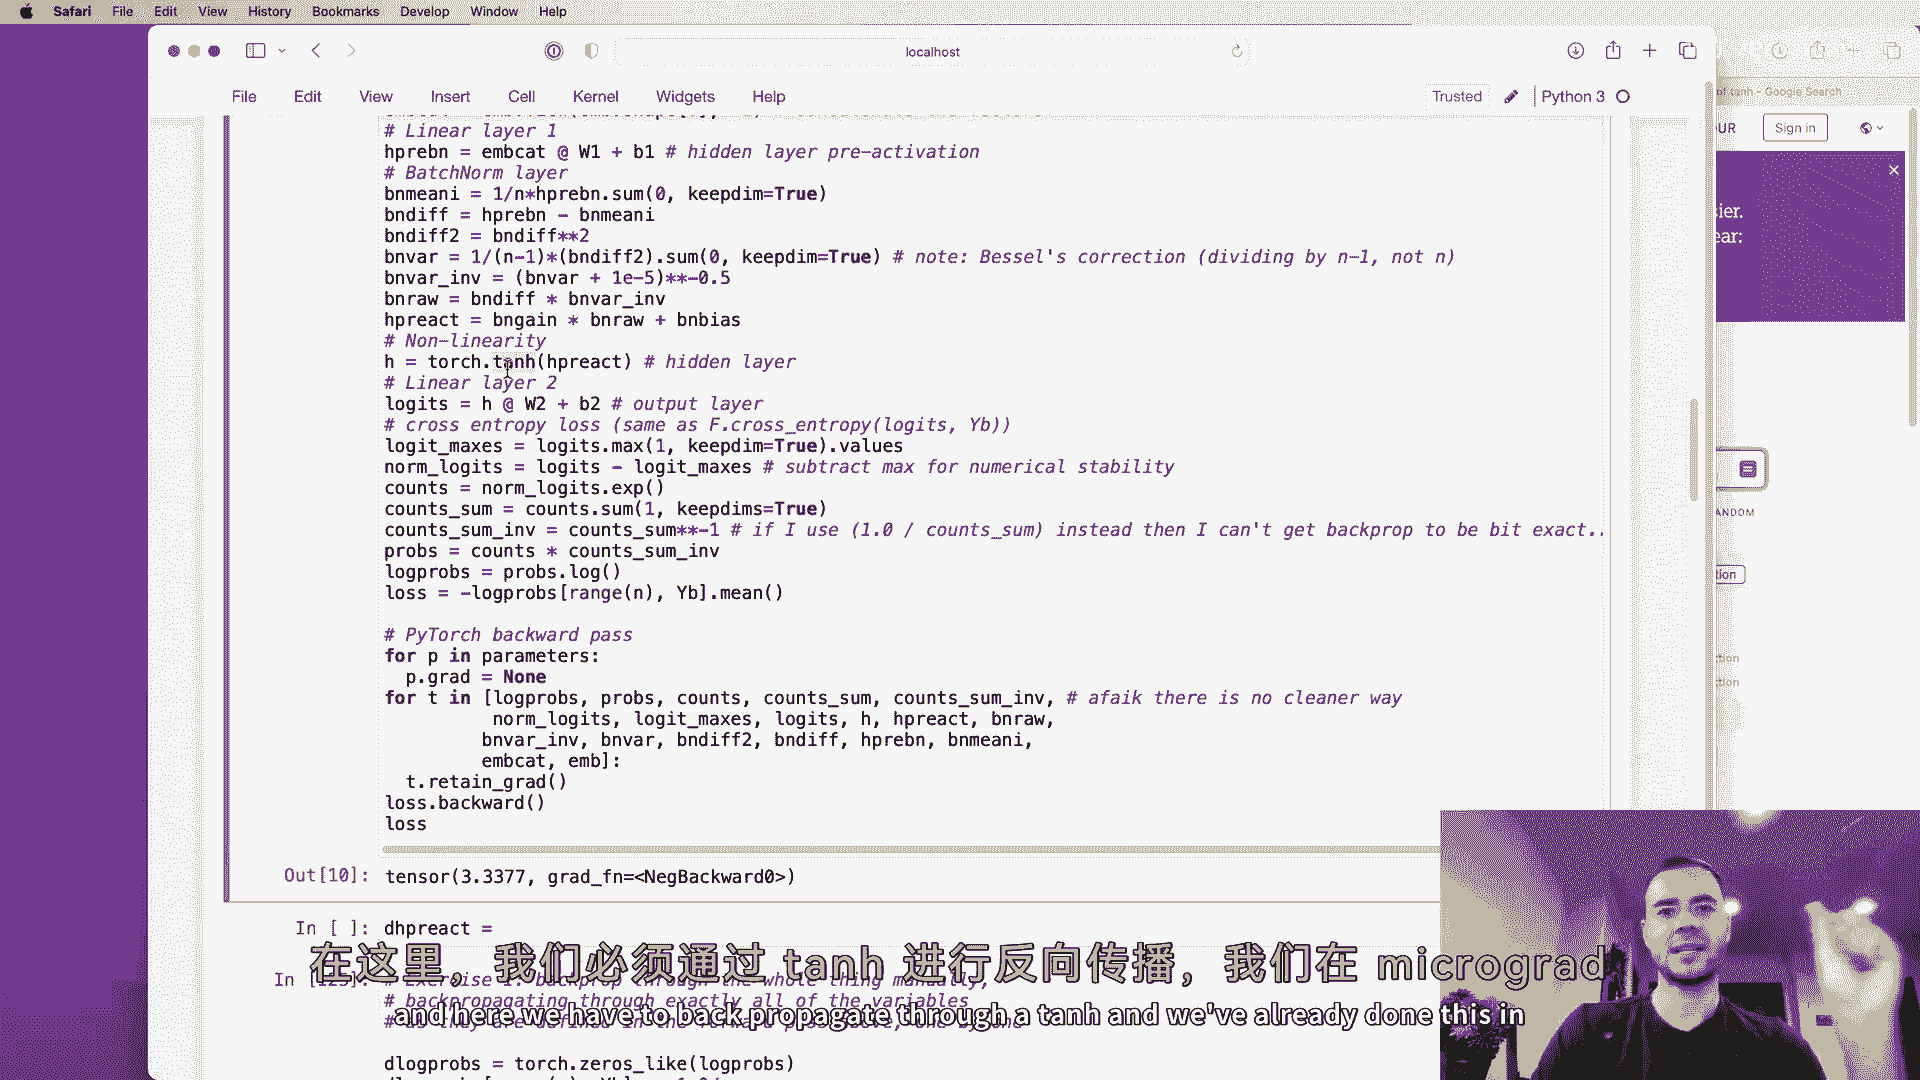 Safari File Edit View History Bookmarks Develop Window Help
localhost
of tanh - Google Search
File Edit View Insert Cell Kernel Widgets Help
Trusted Python 3
Sign in
# Linear layer 1
hprebn = embcat @ W1 + b1 # hidden layer pre-activation
# BatchNorm layer
bnmeani = 1/n*hprebn.sum(0, keepdim=True)
bndiff = hprebn - bnmeani
bndiff2 = bndiff**2
bnvar = 1/(n-1)*(bndiff2).sum(0, keepdim=True) # note: Bessel's correction (dividing by n-1, not n)
bnvar_inv = (bnvar + 1e-5)**-0.5
bnraw = bndiff * bnvar_inv
hpreact = bngain * bnraw + bnbias
# Non-linearity
h = torch.tanh(hpreact) # hidden layer
# Linear layer 2
logits = h @ W2 + b2 # output layer
# cross entropy loss (same as F.cross_entropy(logits, Yb))
logit_maxes = logits.max(1, keepdim=True).values
norm_logits = logits - logit_maxes # subtract max for numerical stability
counts = norm_logits.exp()
counts_sum = counts.sum(1, keepdims=True)
counts_sum_inv = counts_sum**-1 # if I use (1.0 / counts_sum) instead then I can't get backprop to be bit exact..
probs = counts * counts_sum_inv
logprobs = probs.log()
loss = -logprobs[range(n), Yb].mean()
# PyTorch backward pass
for p in parameters:
p.grad = None
for t in [logprobs, probs, counts, counts_sum, counts_sum_inv, # afaik there is no cleaner way
norm_logits, logit_maxes, logits, h, hpreact, bnraw,
bnvar_inv, bnvar, bndiff2, bndiff, hprebn, bnmeani,
embcat, emb]:
t.retain_grad()
loss.backward()
loss
Out[10]: tensor(3.3377, grad_fn=<NegBackward0>)
In [ ]: dhpreact =
在这里，我们必须通过 tanh 进行反向传播，我们在 micrograd
# Exercise 1: backprop through the whole thing manually,
# backpropagating through exactly all of the variables
and here we have to back propagate through a tanh and we've already done this in
dlogprobs = torch.zeros_like(logprobs)